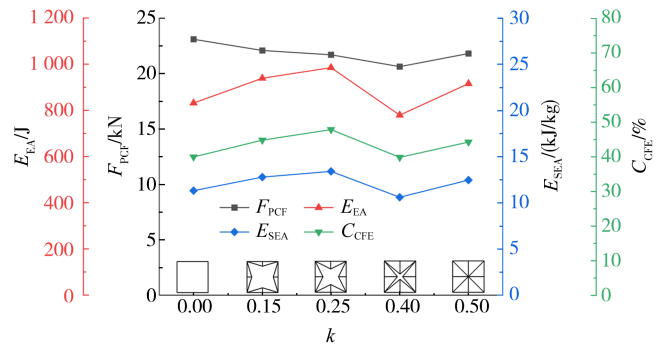 1 200 25 30 80
1 000 20 25 70
800 15 20 60
600 10 15 50
400 5 10 40
200 0 5 30
0 0 20
10
0
E_EA/J
F_PCF/kN
E_SEA/(kJ/kg)
C_CFE/%
F_PCF E_EA
E_SEA C_CFE
0.00 0.15 0.25 0.40 0.50
k